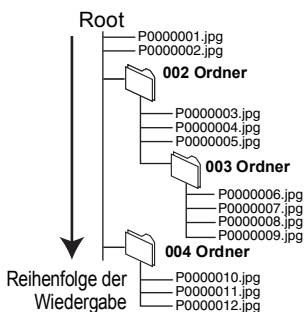 Root
P0000001.jpg
P0000002.jpg
002 Ordner
P0000003.jpg
P0000004.jpg
P0000005.jpg
003 Ordner
P0000006.jpg
P0000007.jpg
P0000008.jpg
P0000009.jpg
004 Ordner
P0000010.jpg
P0000011.jpg
P0000012.jpg
Reihenfolge der
Wiedergabe